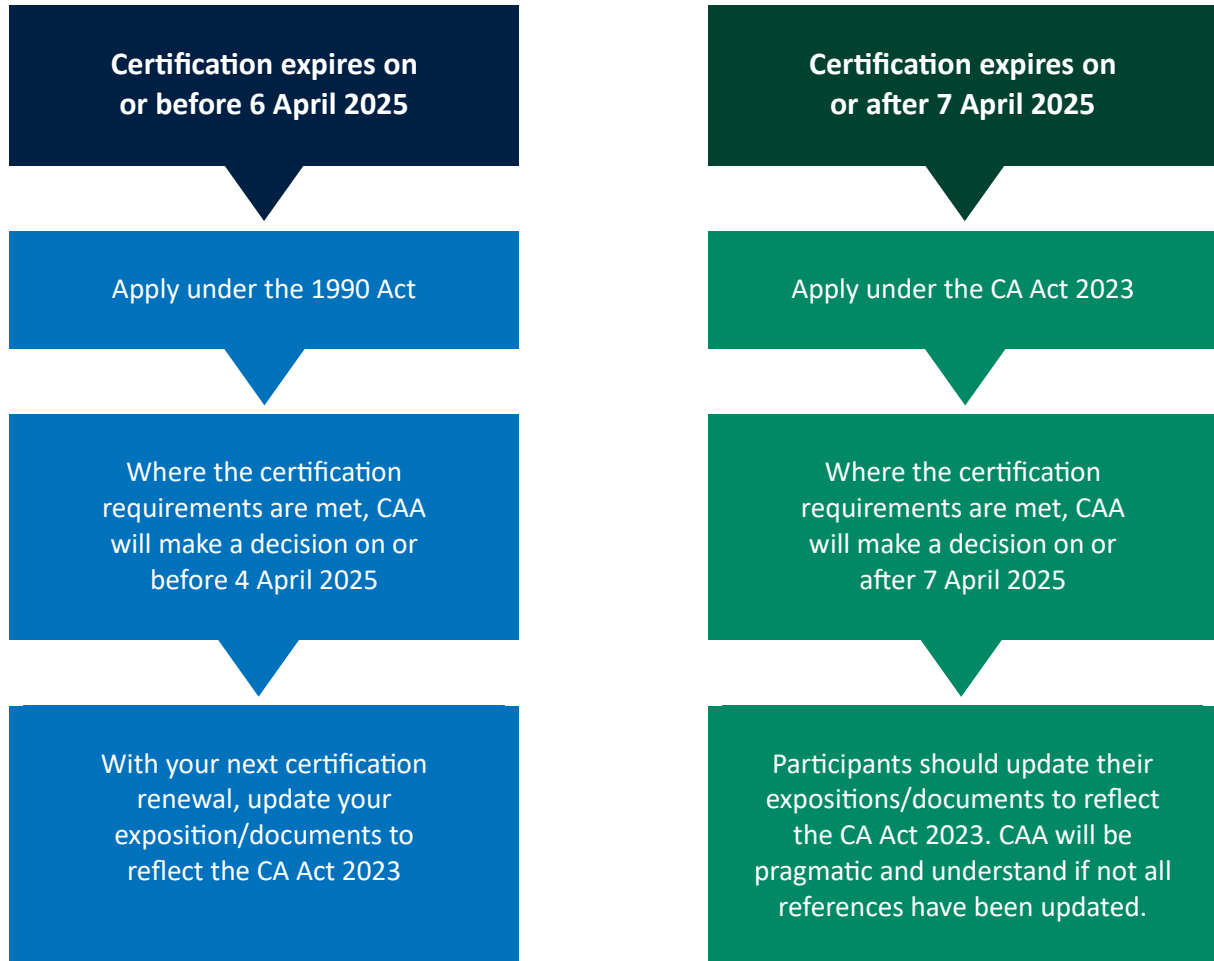 Certification expires on
or before 6 April 2025
Apply under the 1990 Act
Where the certification
requirements are met, CAA
will make a decision on or
before 4 April 2025
With your next certification
renewal, update your
exposition/documents to
reflect the CA Act 2023
Certification expires on
or after 7 April 2025
Apply under the CA Act 2023
Where the certification
requirements are met, CAA
will make a decision on or
after 7 April 2025
Participants should update their
expositions/documents to reflect
the CA Act 2023. CAA will be
pragmatic and understand if not all
references have been updated.